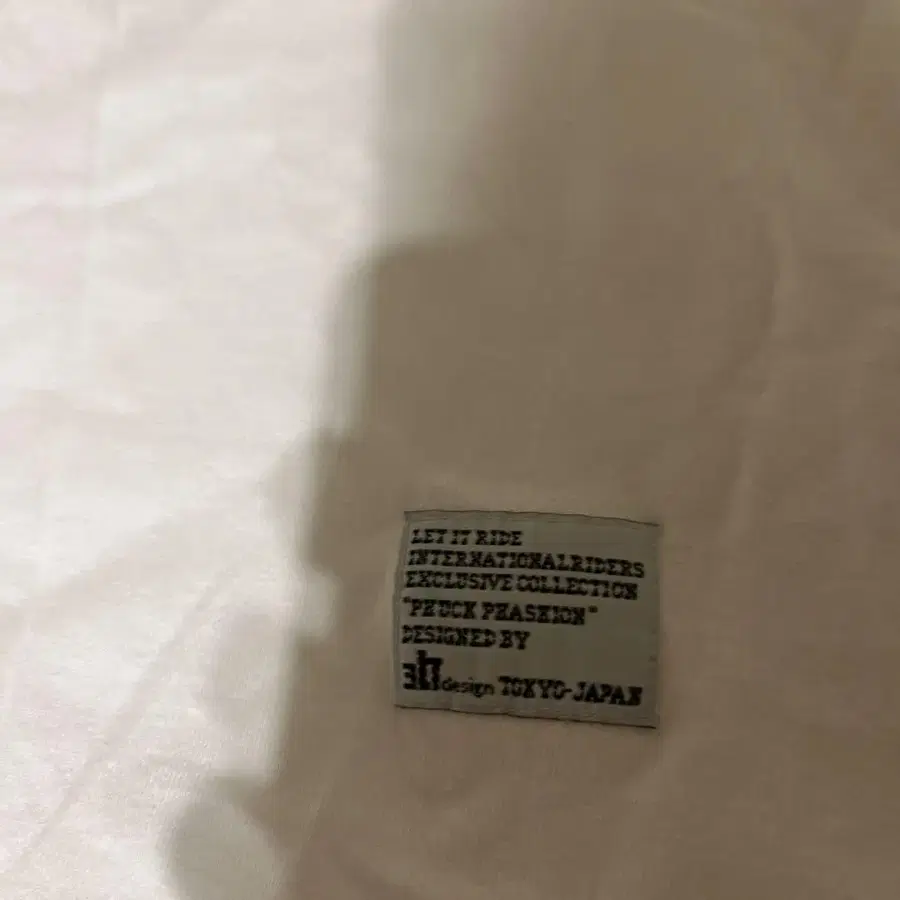 LET IT RIDE
INTERNATIONALRIDERS
EXCLUSIVE COLLECTION
"PHUCK PHASHION"
DESIGNED BY
design TOKYO-JAPAN